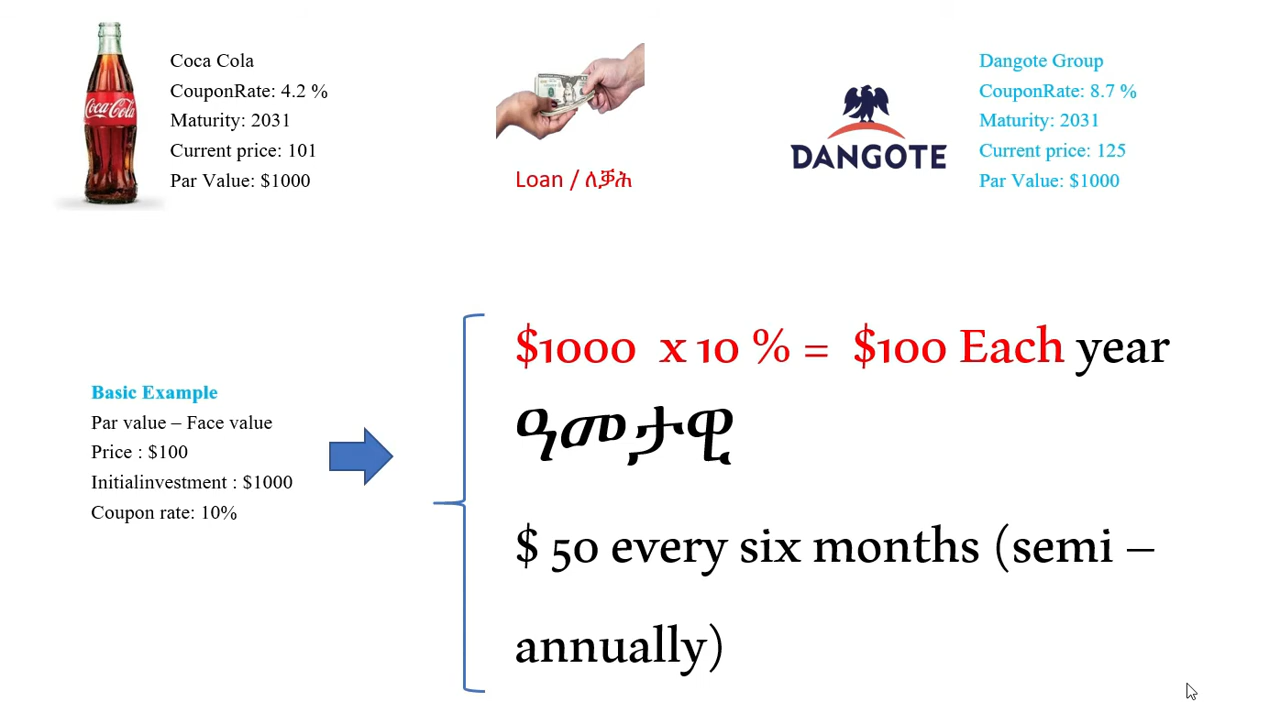 Coca Cola
CouponRate: 4.2 %
Maturity: 2031
Current price: 101
Par Value: $1000
Coca-Cola
Loan / ለቓሕ
DANGOTE
Dangote Group
CouponRate: 8.7 %
Maturity: 2031
Current price: 125
Par Value: $1000
Basic Example
Par value – Face value
Price : $100
Initialinvestment : $1000
Coupon rate: 10%
$1000 x 10 % = $100 Each year
ዓመታዊ
$ 50 every six months (semi –
annually)